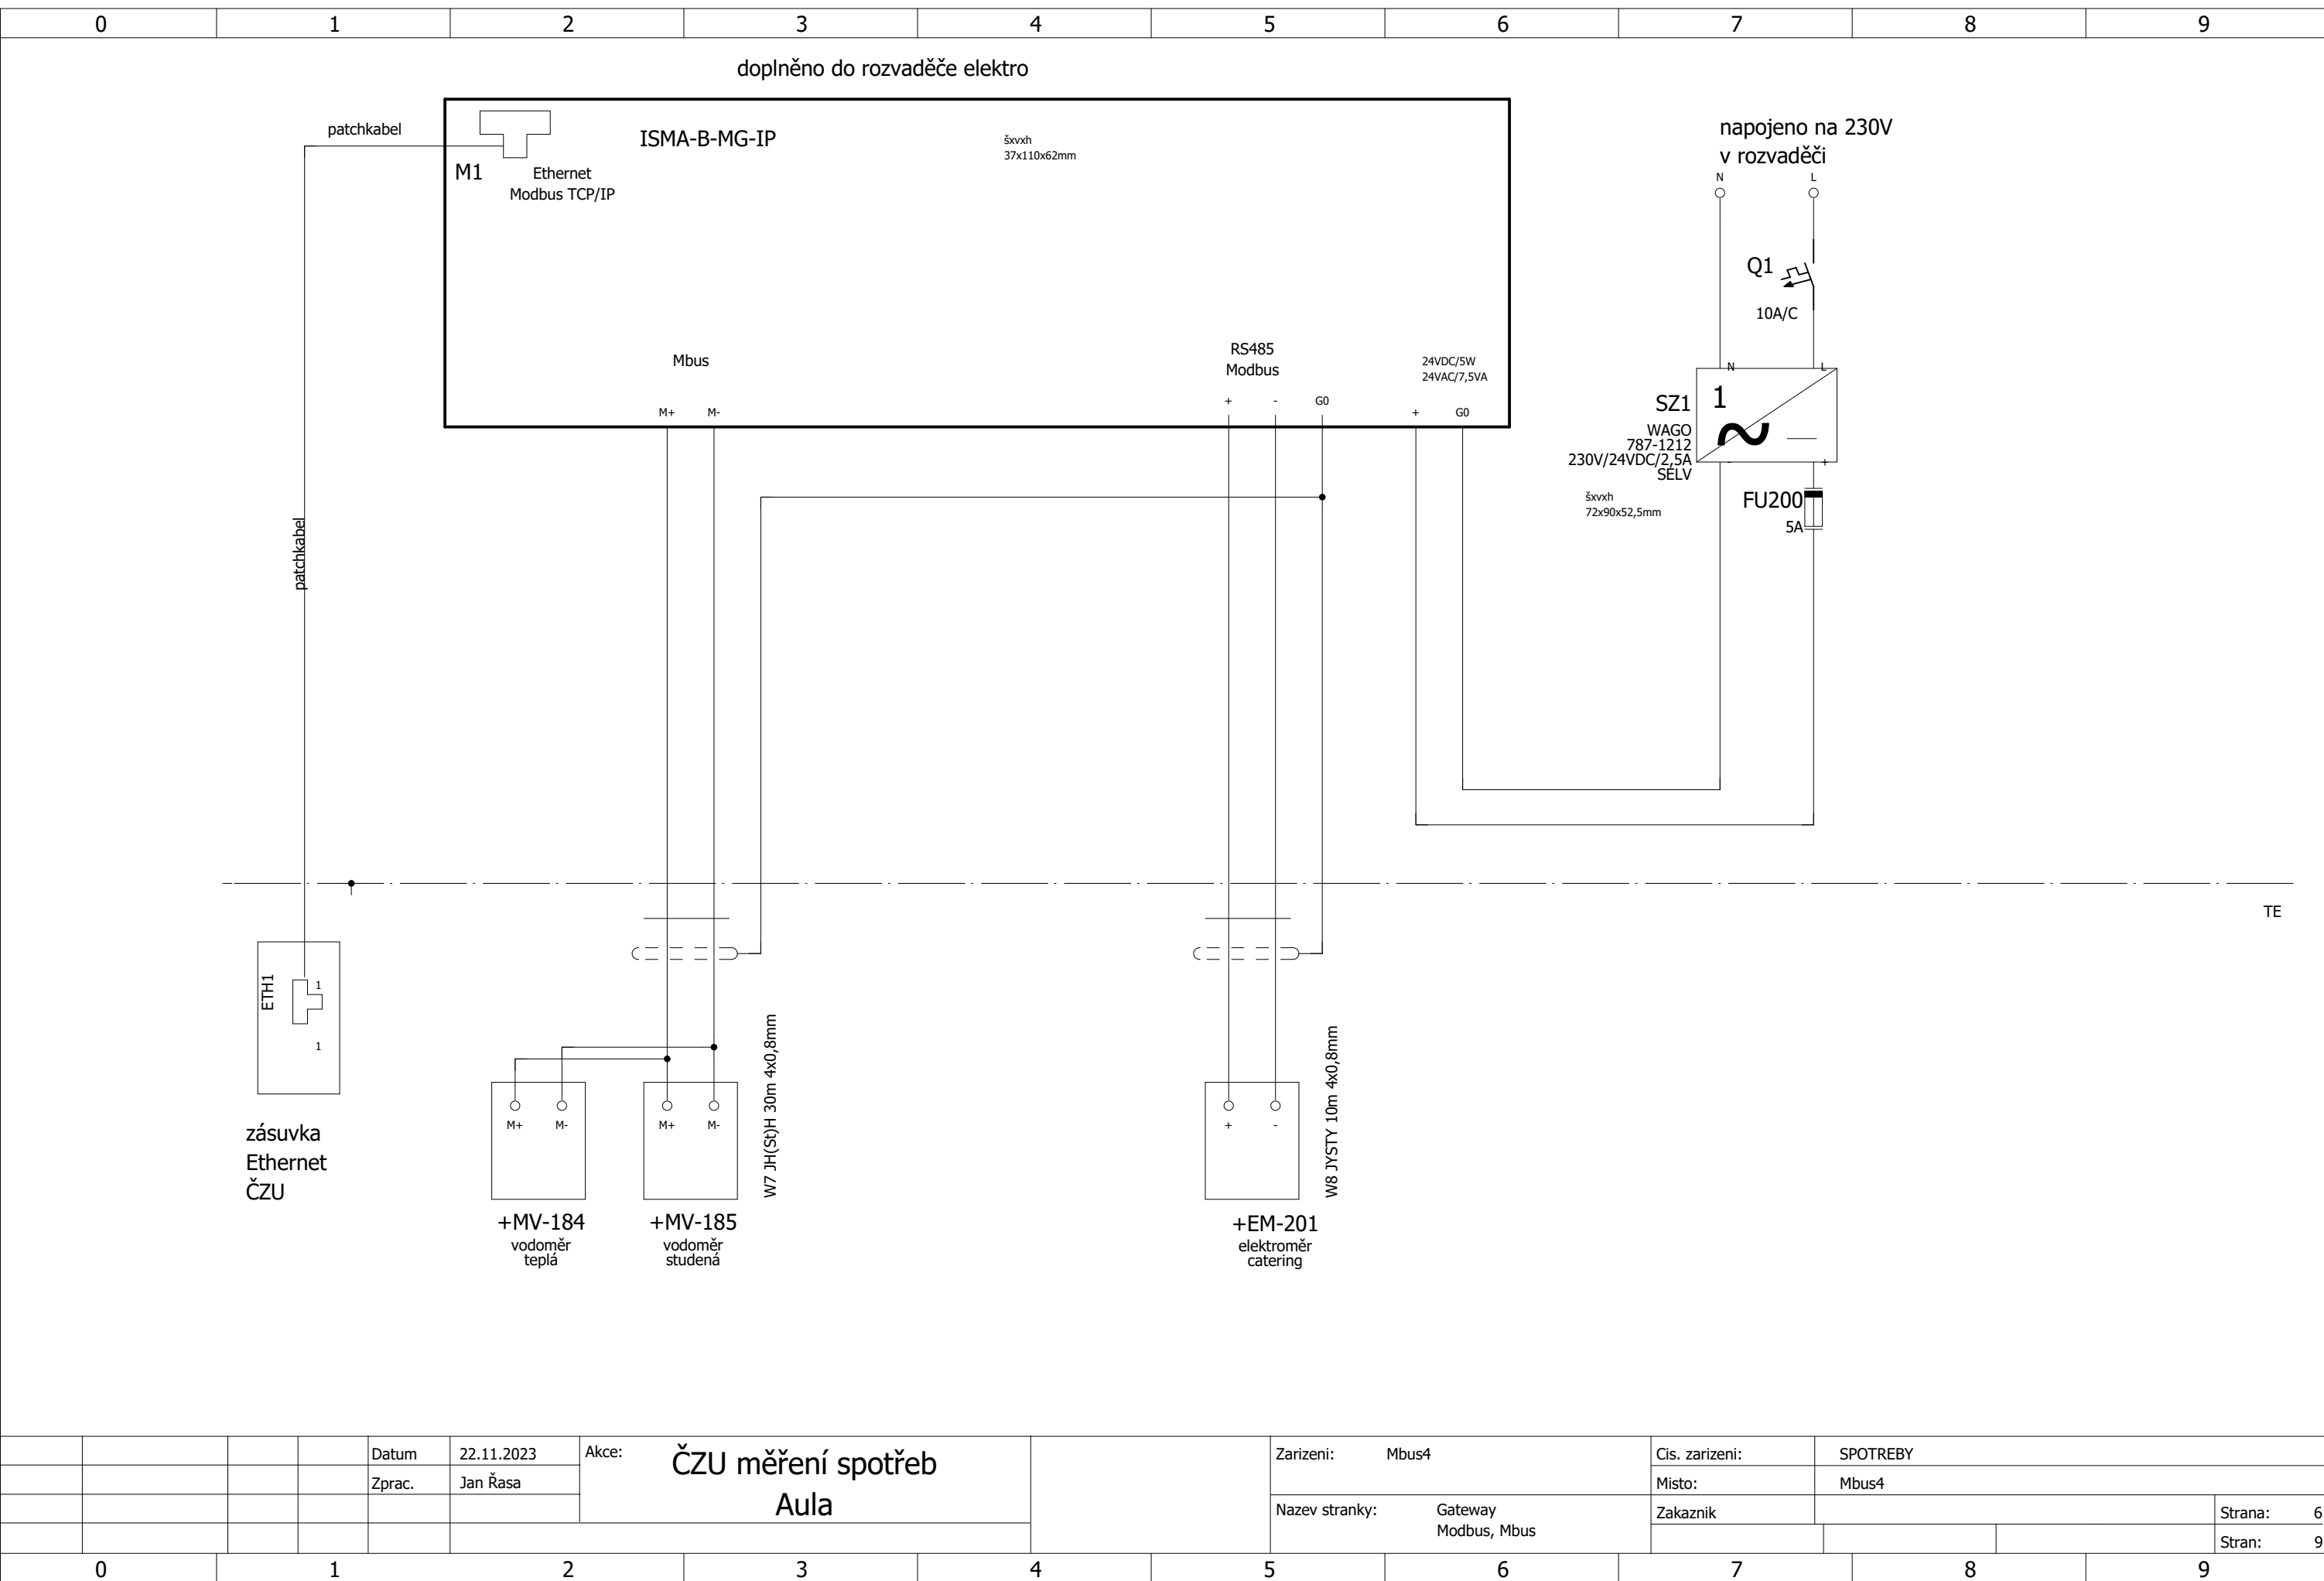 0 1 2 3 4 5 6 7 8 9
doplněno do rozvaděče elektro
patchkabel
ISMA-B-MG-IP
šxvxh
37x110x62mm
M1
Ethernet
Modbus TCP/IP
napojeno na 230V
v rozvaděči
N L
Q1
10A/C
Mbus
RS485
Modbus
24VDC/5W
24VAC/7,5VA
M+ M- + - G0 + G0
N L
SZ1
1
WAGO
787-1212
230V/24VDC/2,5A
SELV
- +
šxvxh
72x90x52,5mm
FU200
5A
patchkabel
TE
ETH1
1
1
zásuvka
Ethernet
ČZU
M+ M-
+MV-184
vodoměr
teplá
M+ M-
+MV-185
vodoměr
studená
W7 JH(St)H 30m 4x0,8mm
+ -
+EM-201
elektroměr
catering
W8 JYSTY 10m 4x0,8mm
Datum 22.11.2023
Zprac. Jan Řasa
Akce:
ČZU měření spotřeb
Aula
Zarizeni: Mbus4
Nazev stranky: Gateway
Modbus, Mbus
Cis. zarizeni: SPOTREBY
Misto: Mbus4
Zakaznik
Strana: 6
Stran: 9
0 1 2 3 4 5 6 7 8 9